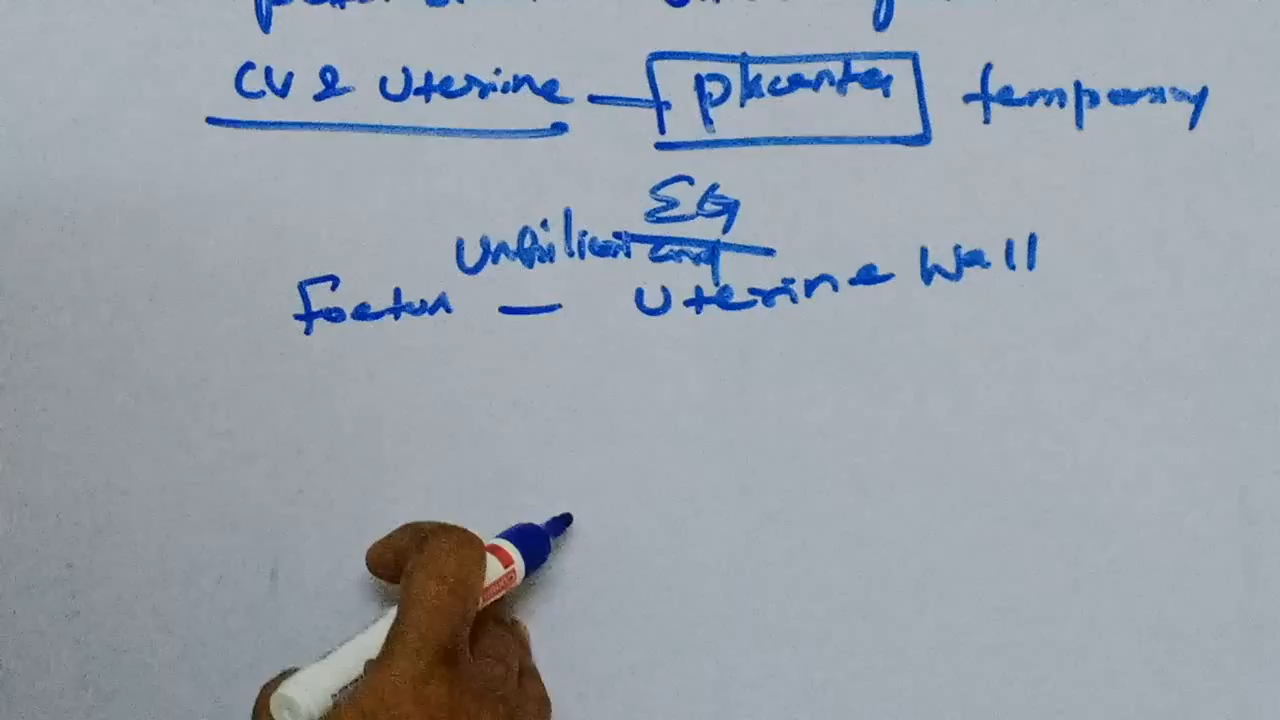 CV & Uterine — placenta temporary
EG
Umbilical cord
Foetus — Uterine Wall